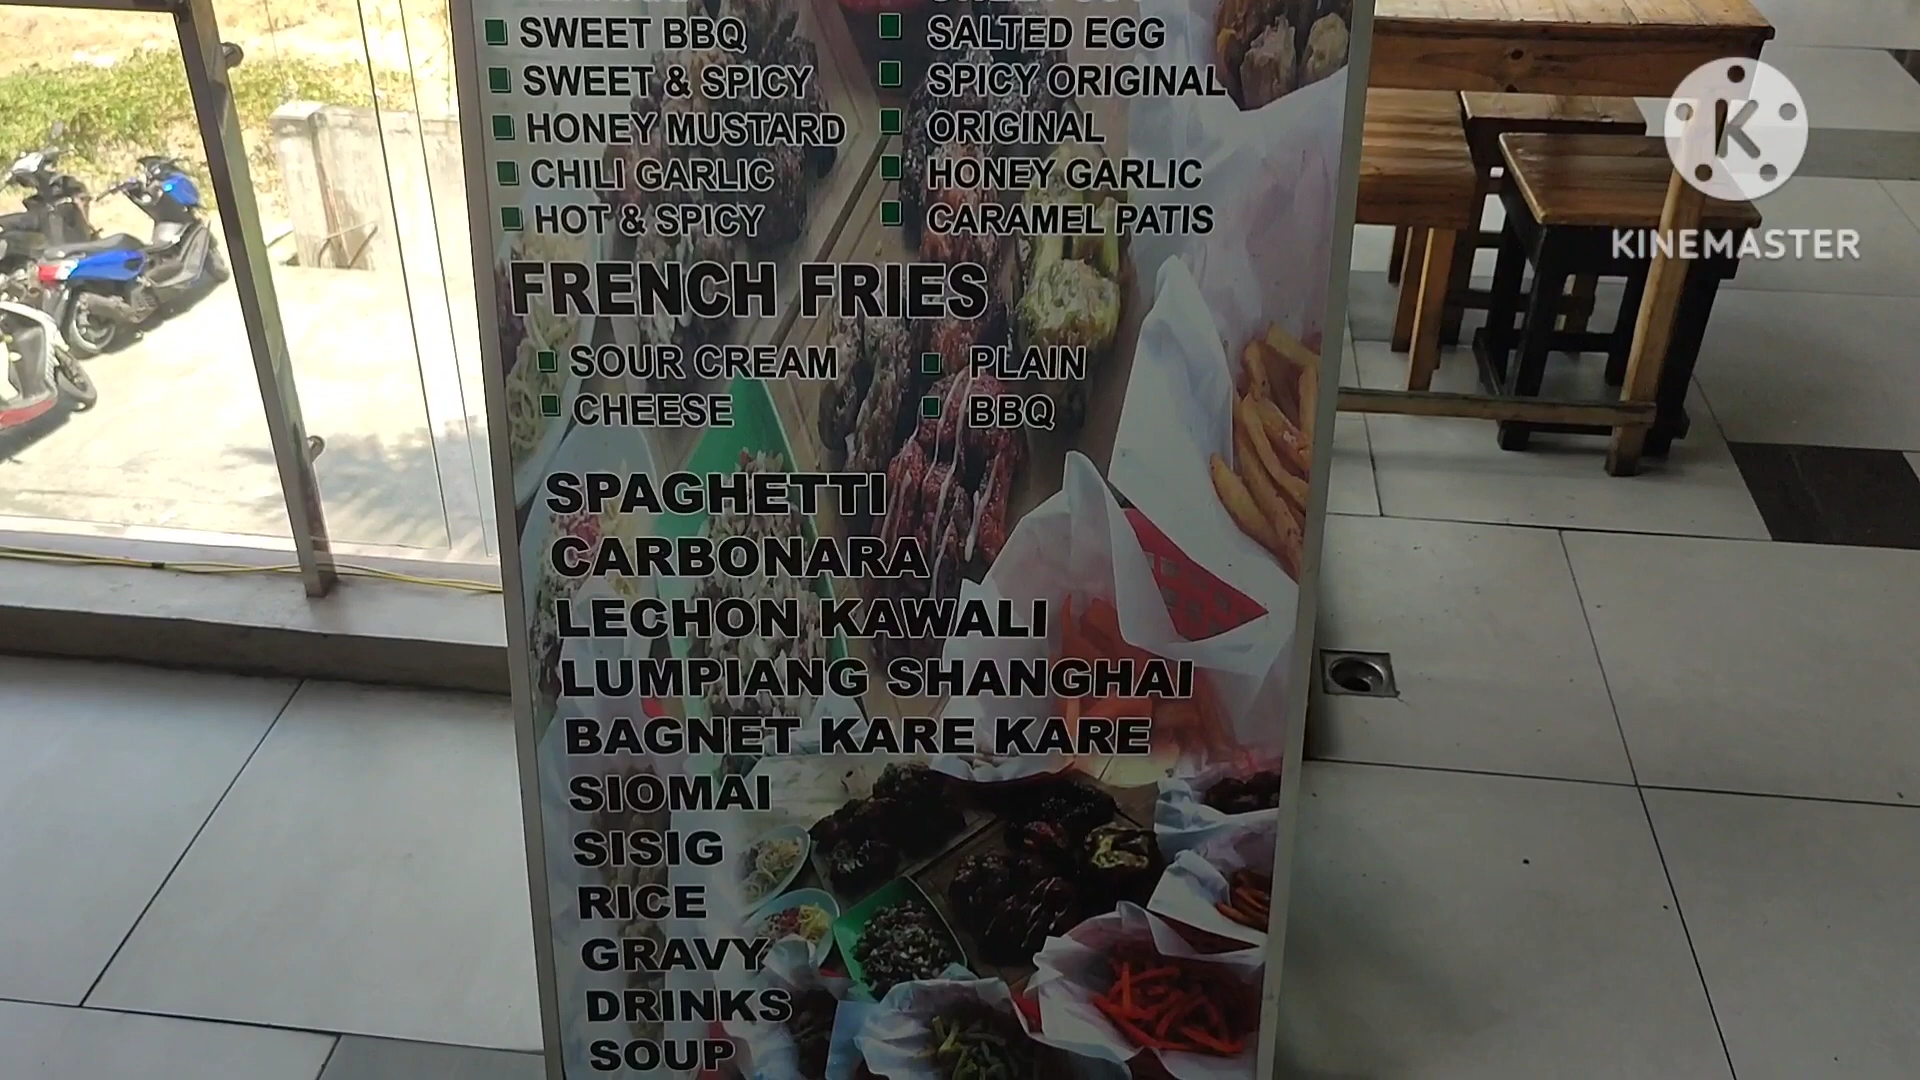 SWEET BBQ
SWEET & SPICY
HONEY MUSTARD
CHILI GARLIC
HOT & SPICY
SALTED EGG
SPICY ORIGINAL
ORIGINAL
HONEY GARLIC
CARAMEL PATIS
FRENCH FRIES
SOUR CREAM
CHEESE
PLAIN
BBQ
SPAGHETTI
CARBONARA
LECHON KAWALI
LUMPIANG SHANGHAI
BAGNET KARE KARE
SIOMAI
SISIG
RICE
GRAVY
DRINKS
SOUP
K
KINEMASTER